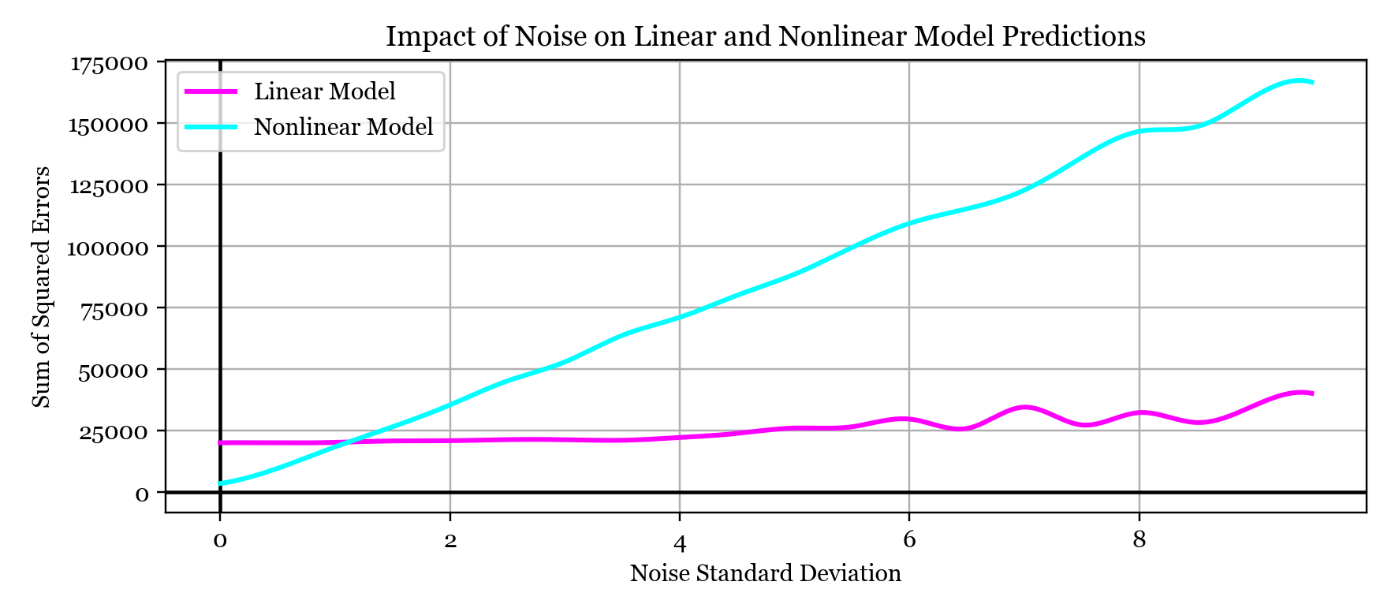 Impact of Noise on Linear and Nonlinear Model Predictions
175000
150000
125000
100000
75000
50000
25000
0
Sum of Squared Errors
Linear Model
Nonlinear Model
0 2 4 6 8
Noise Standard Deviation